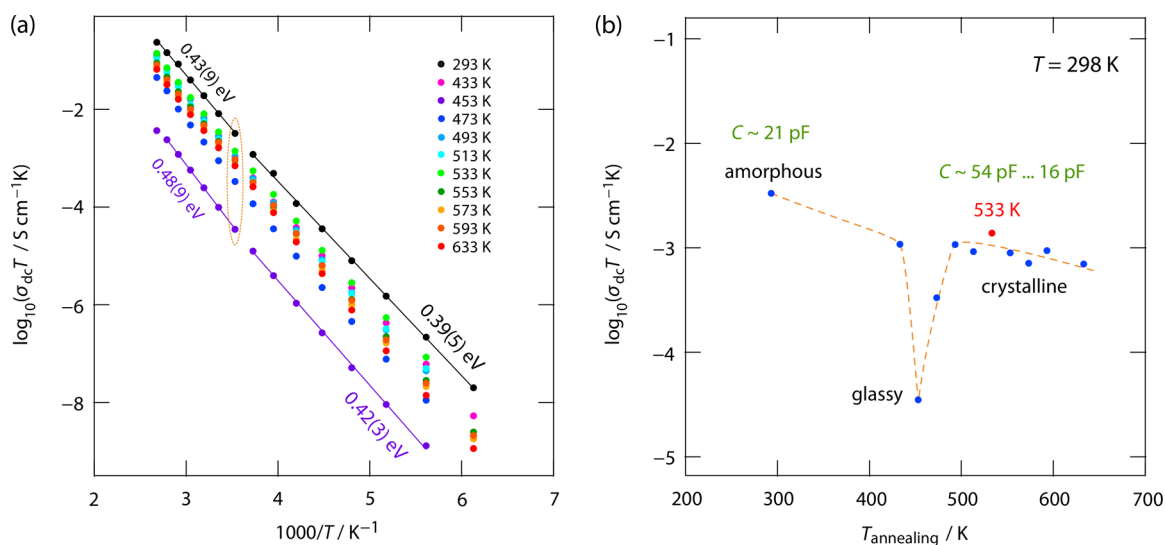 (a)
log10(σdcT / S cm⁻¹K)
−2
−4
−6
−8
2
3
4
5
6
7
1000/T / K⁻¹
0.43(9) eV
0.48(9) eV
0.39(5) eV
0.42(3) eV
293 K
433 K
453 K
473 K
493 K
513 K
533 K
553 K
573 K
593 K
633 K
(b)
log10(σdcT / S cm⁻¹K)
−1
−2
−3
−4
−5
200
300
400
500
600
700
Tannealing / K
T = 298 K
C ~ 21 pF
amorphous
C ~ 54 pF ... 16 pF
533 K
crystalline
glassy